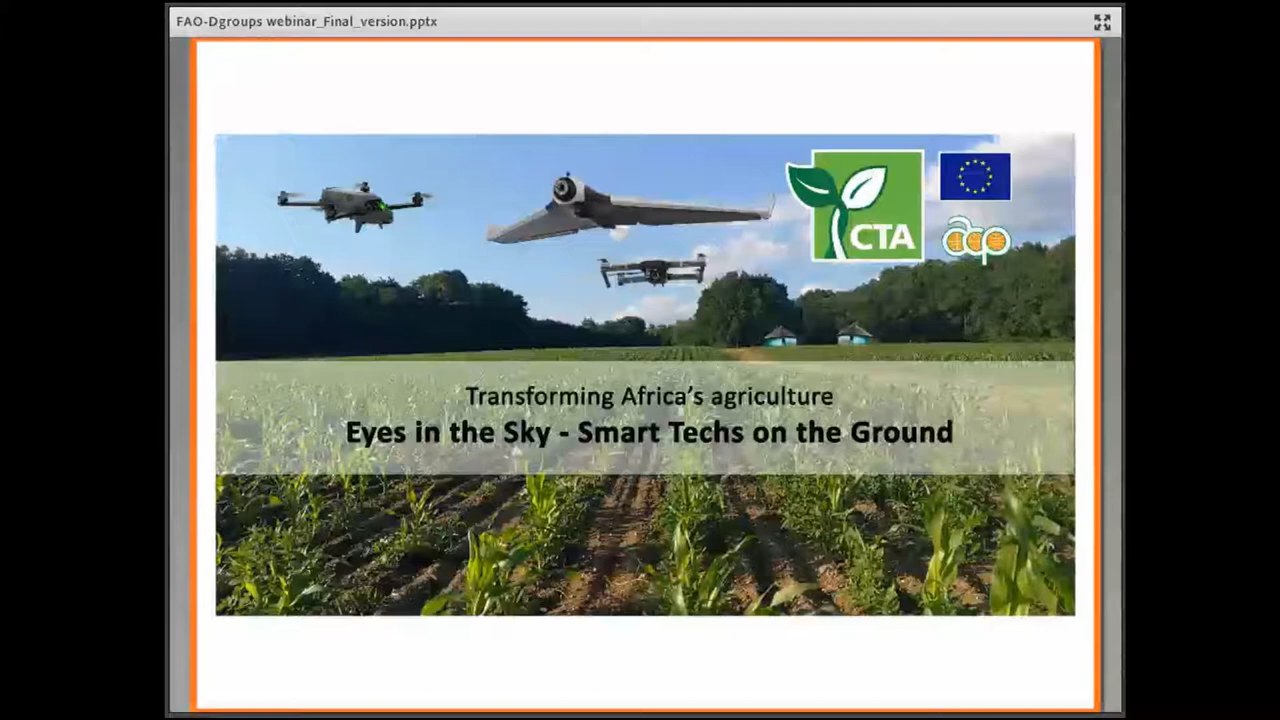 FAO-Dgroups webinar_Final_version.pptx
CTA
acp
Transforming Africa's agriculture
Eyes in the Sky - Smart Techs on the Ground